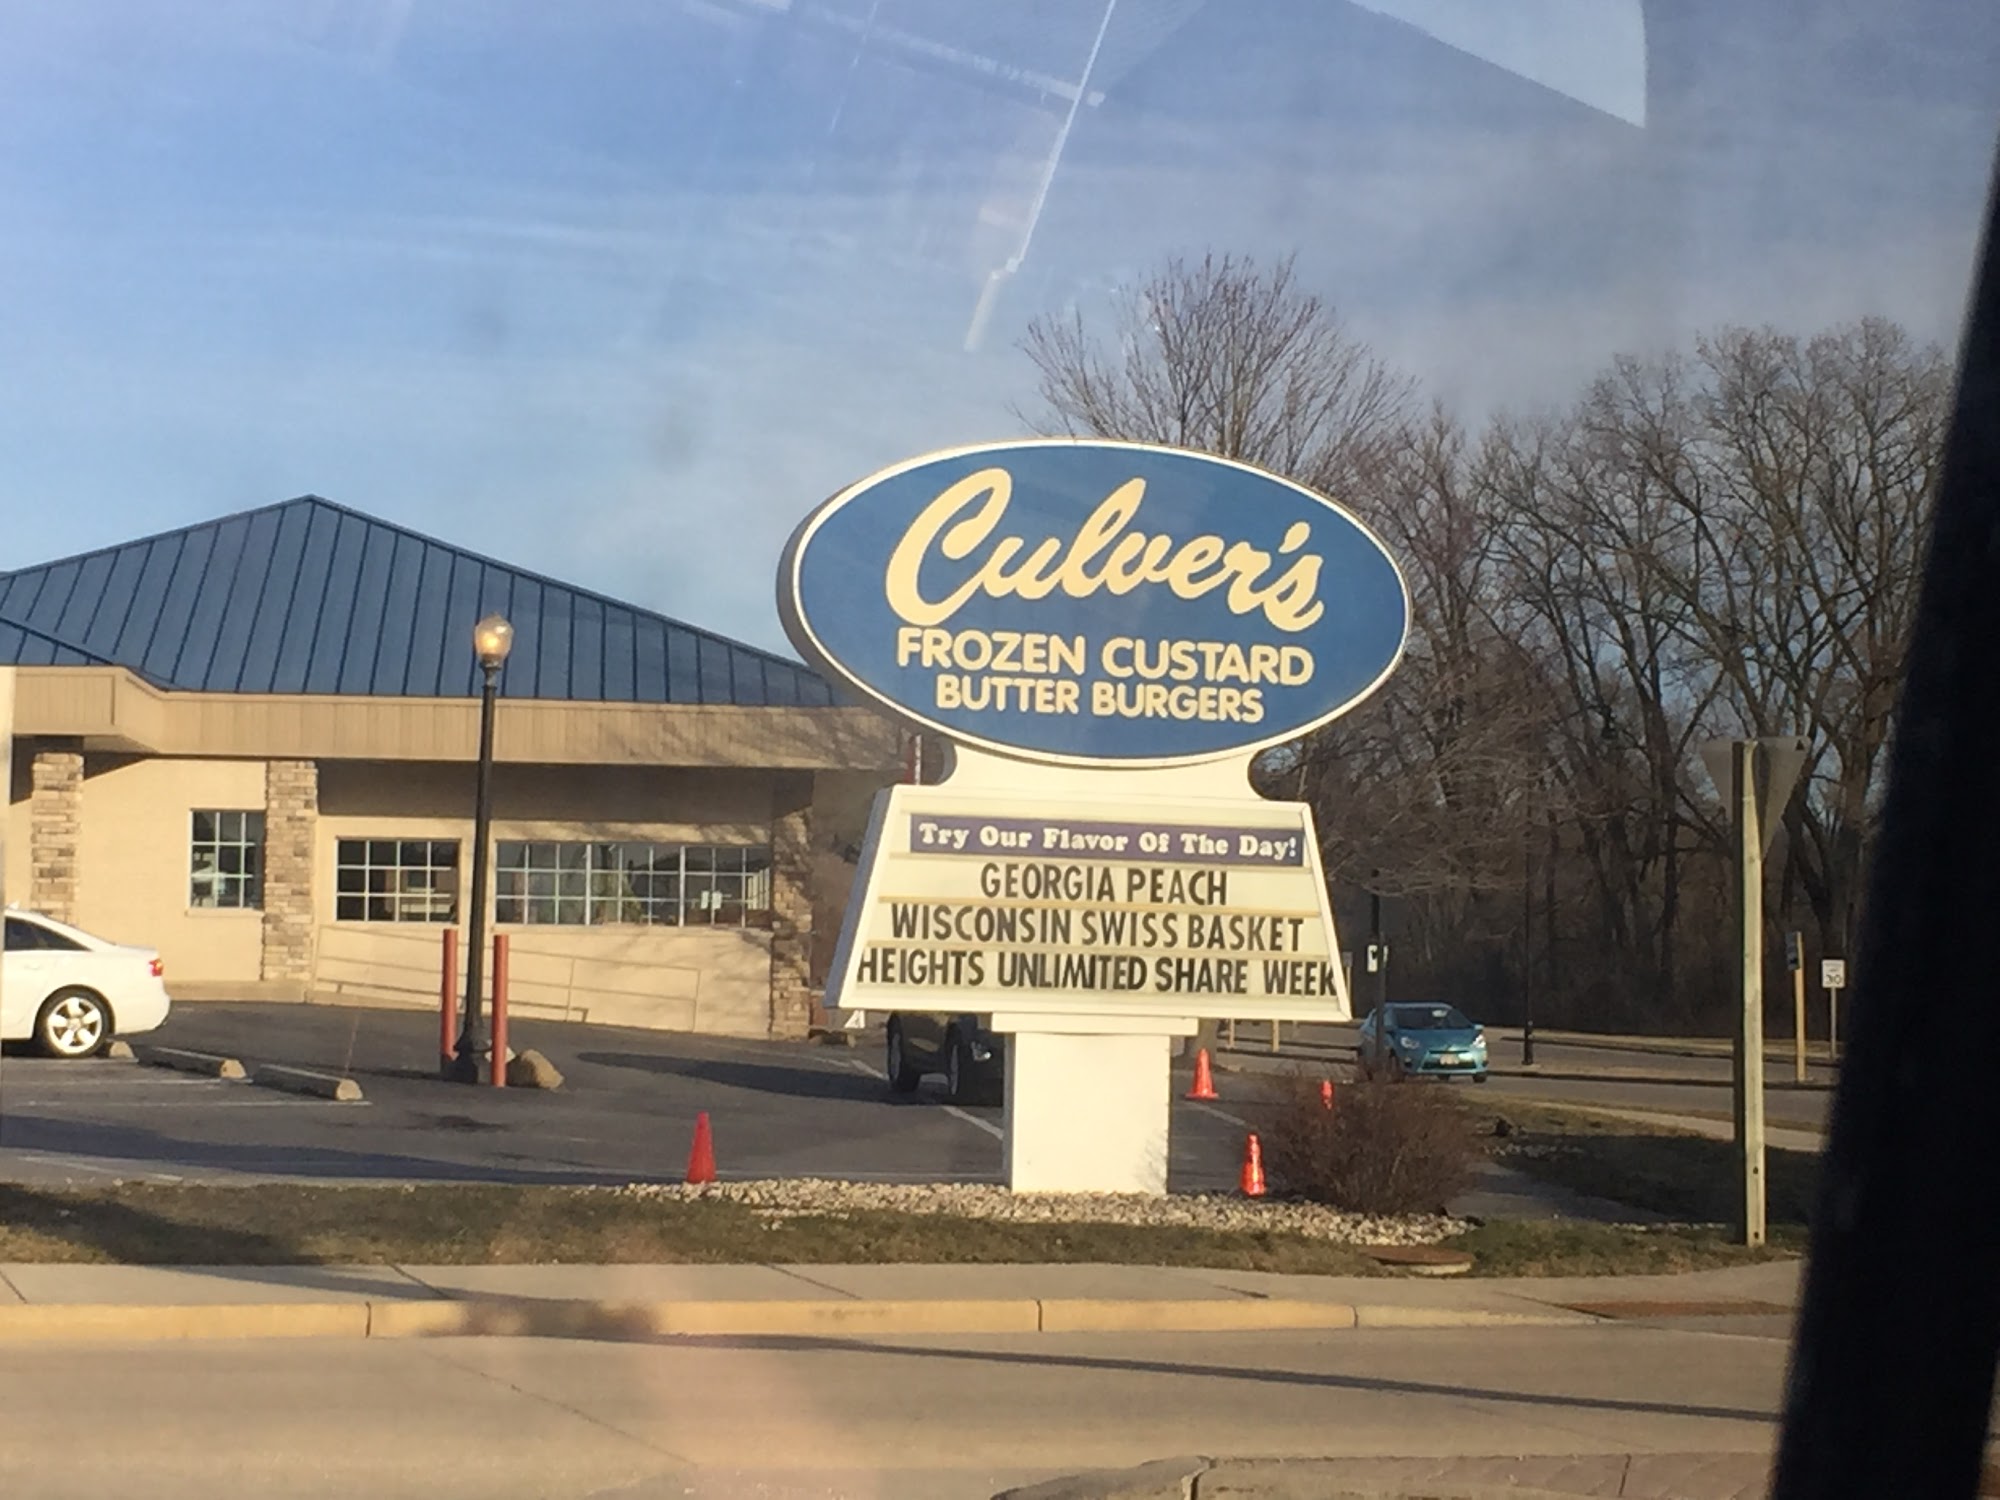 Culver's
FROZEN CUSTARD
BUTTER BURGERS
Try Our Flavor Of The Day!
GEORGIA PEACH
WISCONSIN SWISS BASKET
HEIGHTS UNLIMITED SHARE WEEK
30